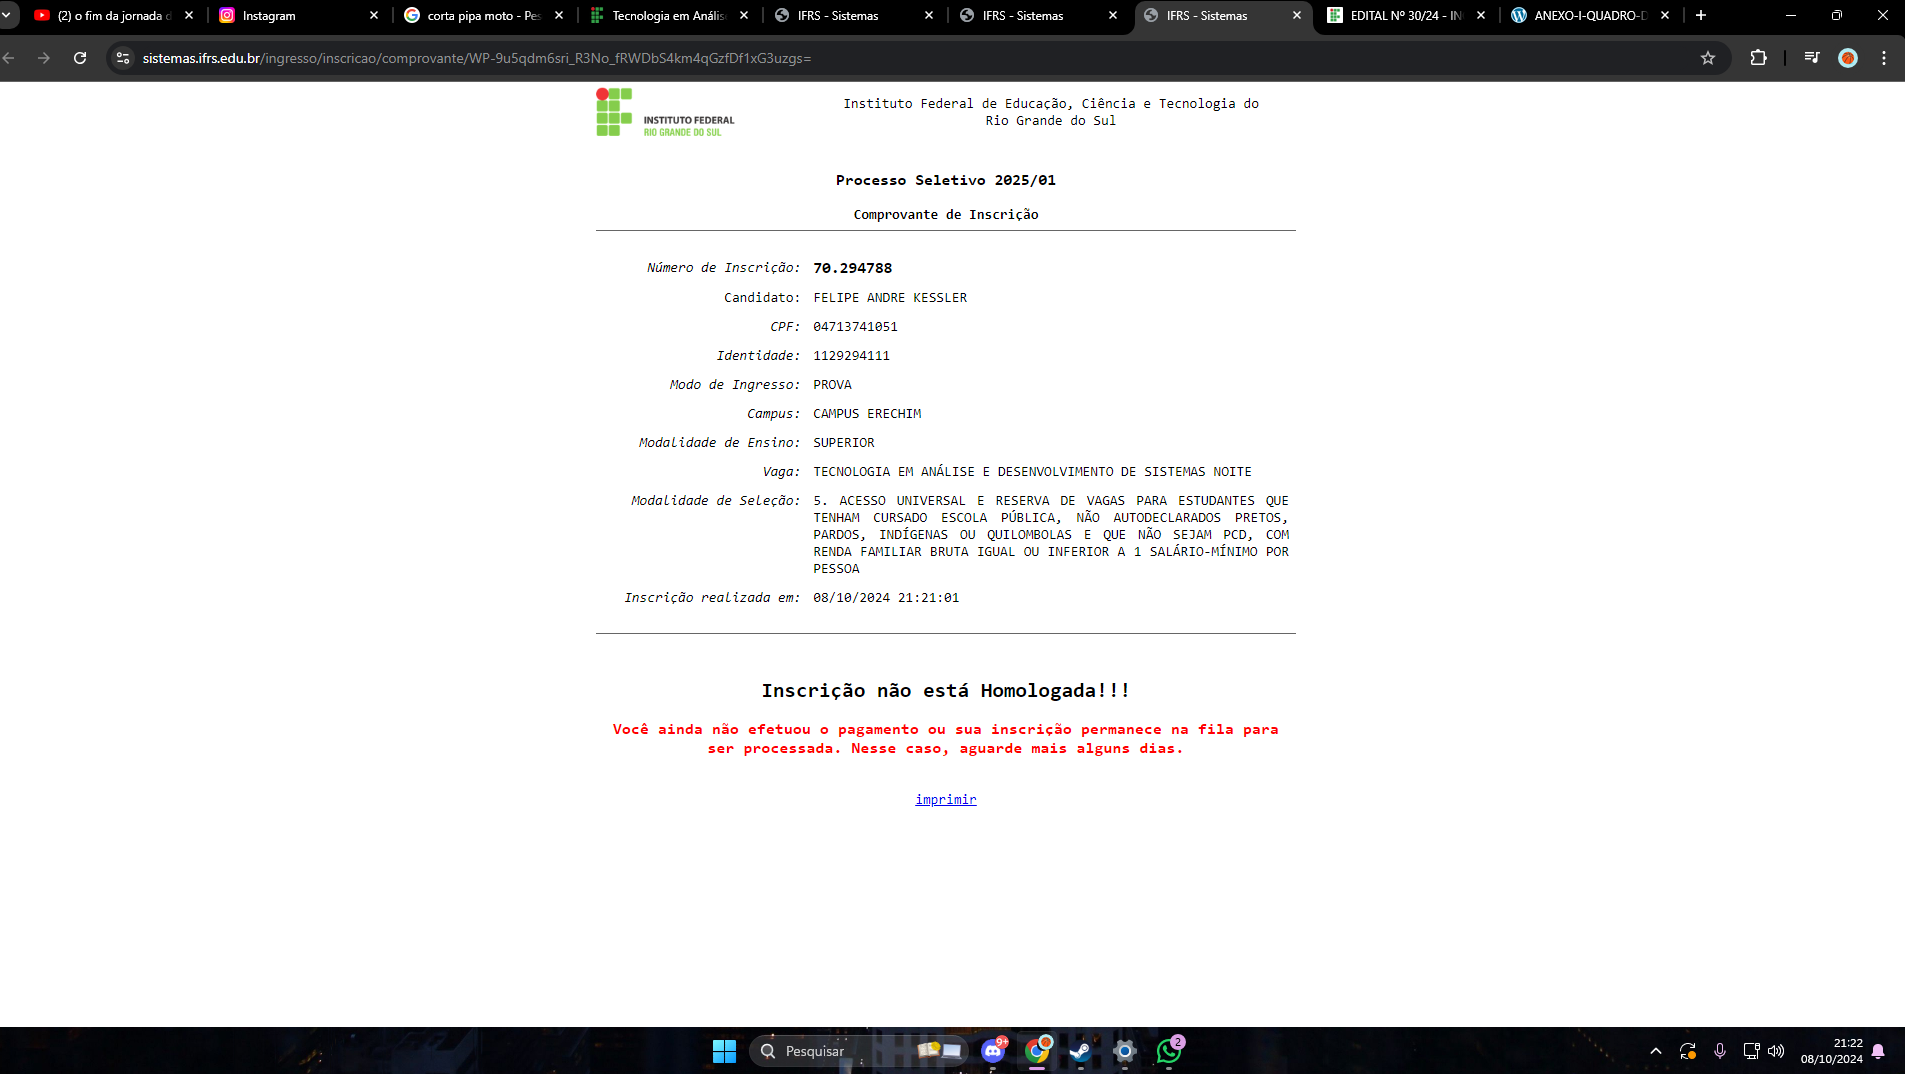 (2) o fim da jornada d
Instagram
corta pipa moto - Pes
Tecnologia em Anális
IFRS - Sistemas
IFRS - Sistemas
IFRS - Sistemas
EDITAL Nº 30/24 - IN
ANEXO-I-QUADRO-D
sistemas.ifrs.edu.br/ingresso/inscricao/comprovante/WP-9u5qdm6sri_R3No_fRWDbS4km4qGzfDf1xG3uzgs=
INSTITUTO FEDERAL
RIO GRANDE DO SUL
Instituto Federal de Educação, Ciência e Tecnologia do
Rio Grande do Sul
Processo Seletivo 2025/01
Comprovante de Inscrição
Número de Inscrição: 70.294788
Candidato: FELIPE ANDRE KESSLER
CPF: 04713741051
Identidade: 1129294111
Modo de Ingresso: PROVA
Campus: CAMPUS ERECHIM
Modalidade de Ensino: SUPERIOR
Vaga: TECNOLOGIA EM ANÁLISE E DESENVOLVIMENTO DE SISTEMAS NOITE
Modalidade de Seleção: 5. ACESSO UNIVERSAL E RESERVA DE VAGAS PARA ESTUDANTES QUE
TENHAM CURSADO ESCOLA PÚBLICA, NÃO AUTODECLARADOS PRETOS,
PARDOS, INDÍGENAS OU QUILOMBOLAS E QUE NÃO SEJAM PCD, COM
RENDA FAMILIAR BRUTA IGUAL OU INFERIOR A 1 SALÁRIO-MÍNIMO POR
PESSOA
Inscrição realizada em: 08/10/2024 21:21:01
Inscrição não está Homologada!!!
Você ainda não efetuou o pagamento ou sua inscrição permanece na fila para
ser processada. Nesse caso, aguarde mais alguns dias.
imprimir
Pesquisar
9+
2
21:22
08/10/2024